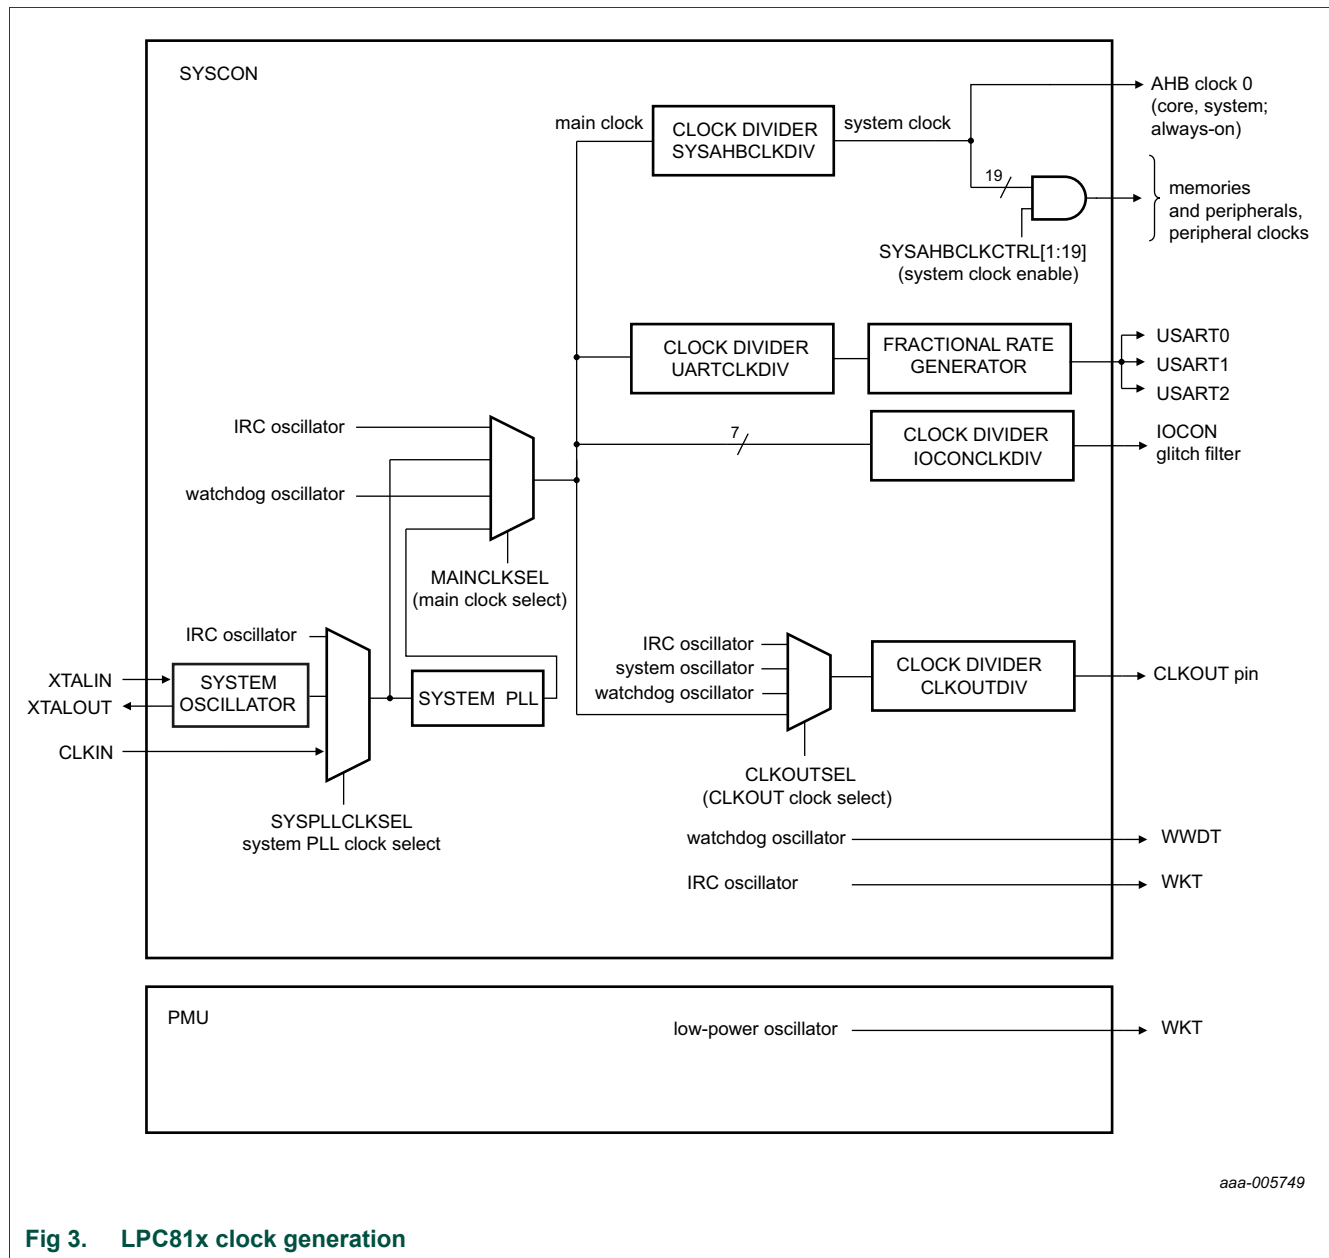 SYSCON
AHB clock 0
(core, system;
always-on)
main clock
CLOCK DIVIDER
SYSAHBCLKDIV
system clock
19
memories
and peripherals,
peripheral clocks
SYSAHBCLKCTRL[1:19]
(system clock enable)
CLOCK DIVIDER
UARTCLKDIV
FRACTIONAL RATE
GENERATOR
USART0
USART1
USART2
IRC oscillator
7
CLOCK DIVIDER
IOCONCLKDIV
IOCON
glitch filter
watchdog oscillator
MAINCLKSEL
(main clock select)
IRC oscillator
XTALIN
XTALOUT
SYSTEM
OSCILLATOR
SYSTEM PLL
CLKIN
SYSPLLCLKSEL
system PLL clock select
IRC oscillator
system oscillator
watchdog oscillator
CLOCK DIVIDER
CLKOUTDIV
CLKOUT pin
CLKOUTSEL
(CLKOUT clock select)
watchdog oscillator
WWDT
IRC oscillator
WKT
PMU
low-power oscillator
WKT
aaa-005749
Fig 3. LPC81x clock generation